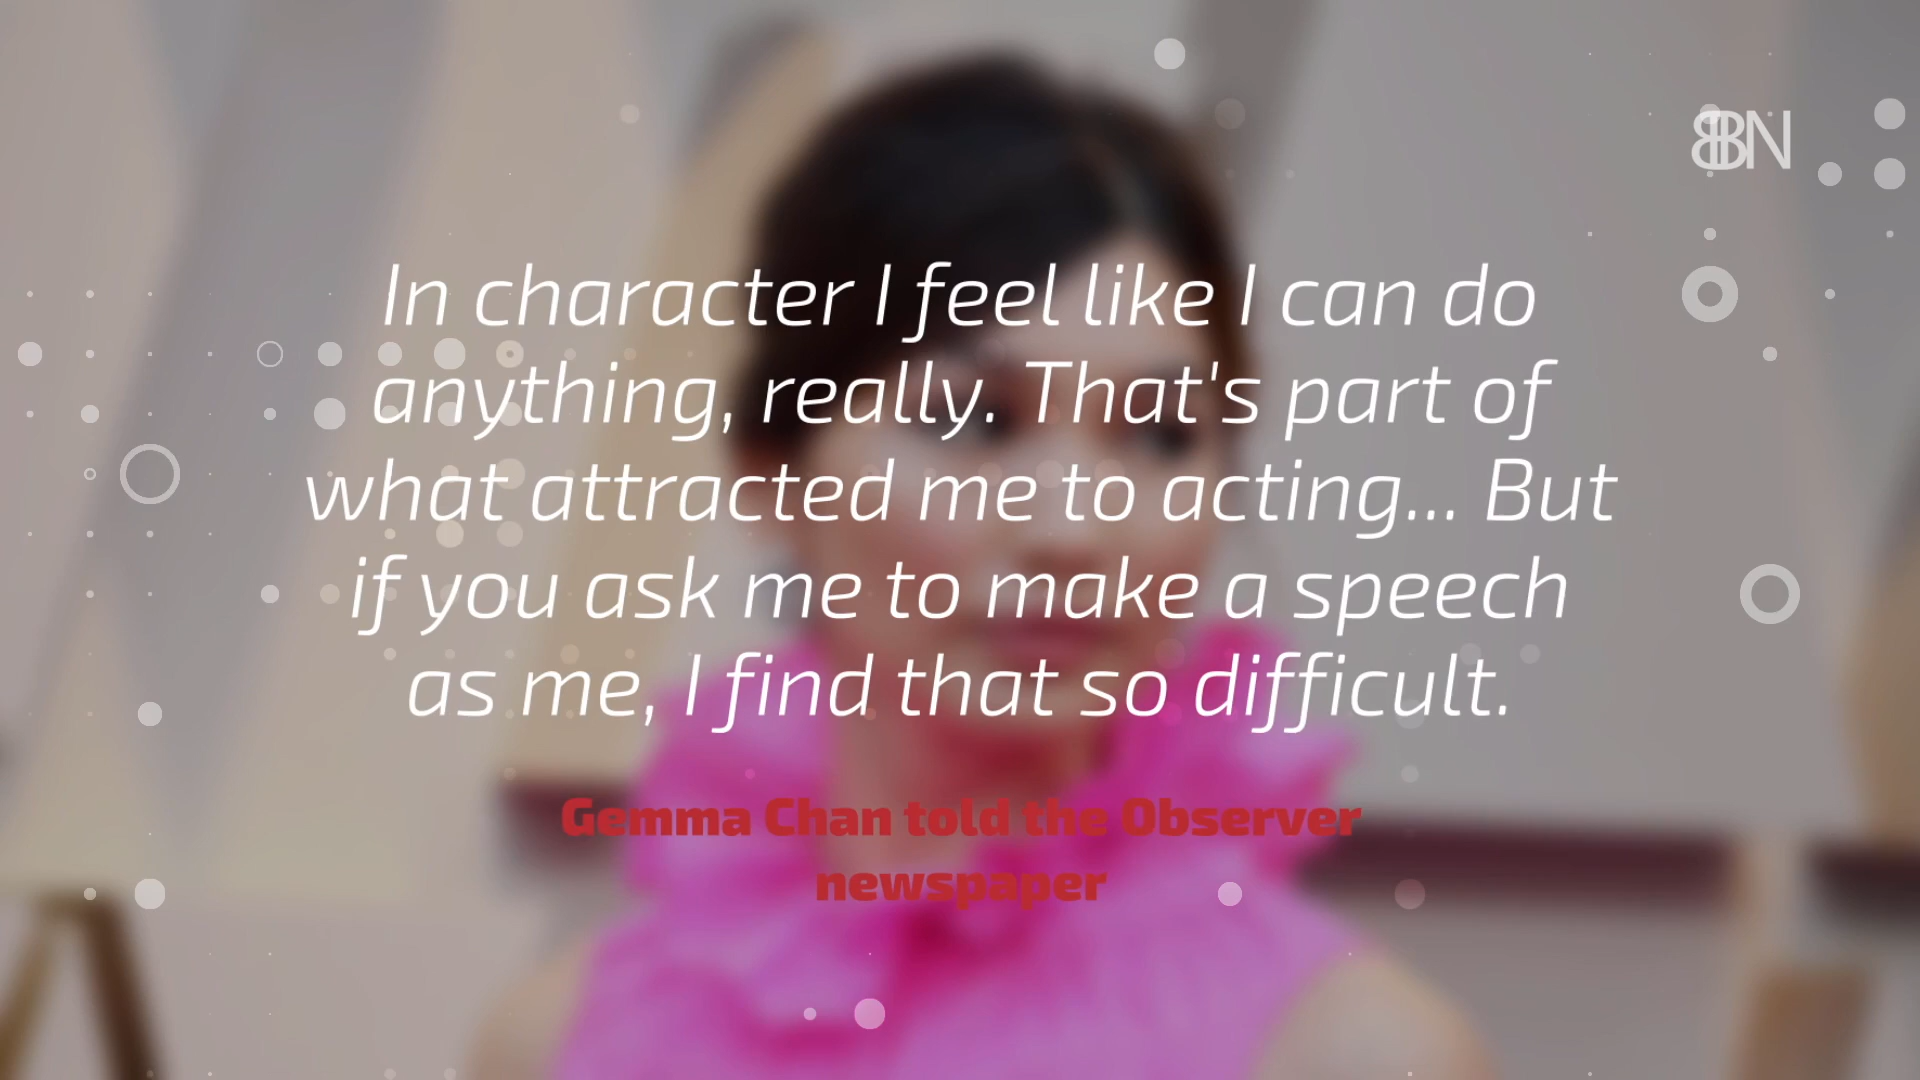 BBN
In character I feel like I can do
anything, really. That's part of
what attracted me to acting... But
if you ask me to make a speech
as me, I find that so difficult.
Gemma Chan told the Observer
newspaper